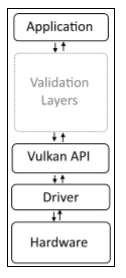 Application
Validation
Layers
Vulkan API
Driver
Hardware